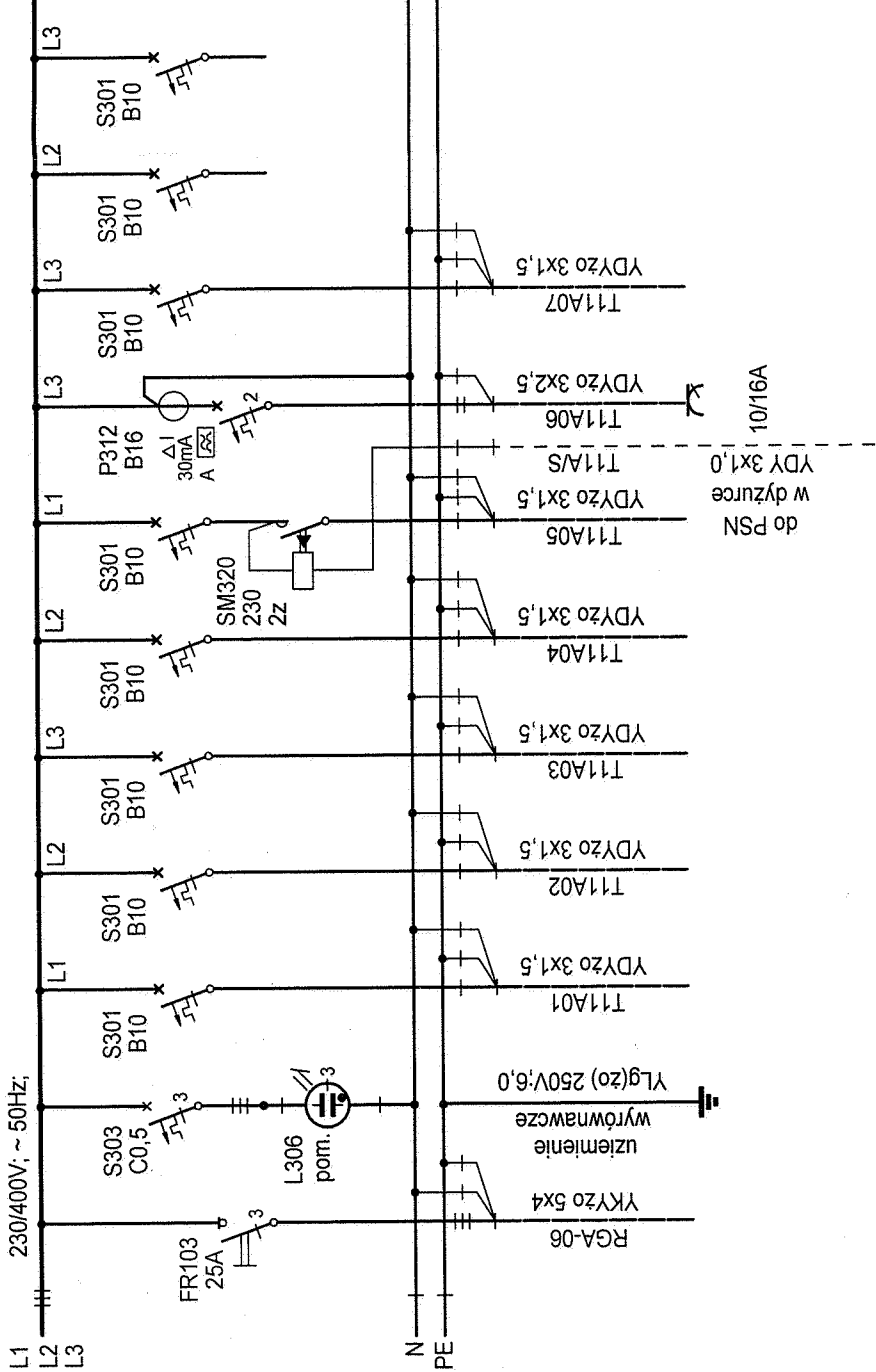 L1
L2
L3
230/400V; ~ 50Hz;
N
PE
FR103
25A
3
RGA-06
YKYżo 5x4
S303
C0,5
3
L306
pom.
3
uziemienie
wyrównawcze
YLg(żo) 250V;6,0
S301
B10
L1
T11A01
YDYżo 3x1,5
S301
B10
L2
T11A02
YDYżo 3x1,5
S301
B10
L3
T11A03
YDYżo 3x1,5
S301
B10
L2
T11A04
YDYżo 3x1,5
S301
B10
L1
SM320
230
2z
T11A05
YDYżo 3x1,5
T11A/S
do PSN
w dyżurce
YDY 3x1,0
P312
B16
ΔI
30mA
A
L3
2
T11A06
YDYżo 3x2,5
10/16A
S301
B10
L3
T11A07
YDYżo 3x1,5
S301
B10
L2
S301
B10
L3